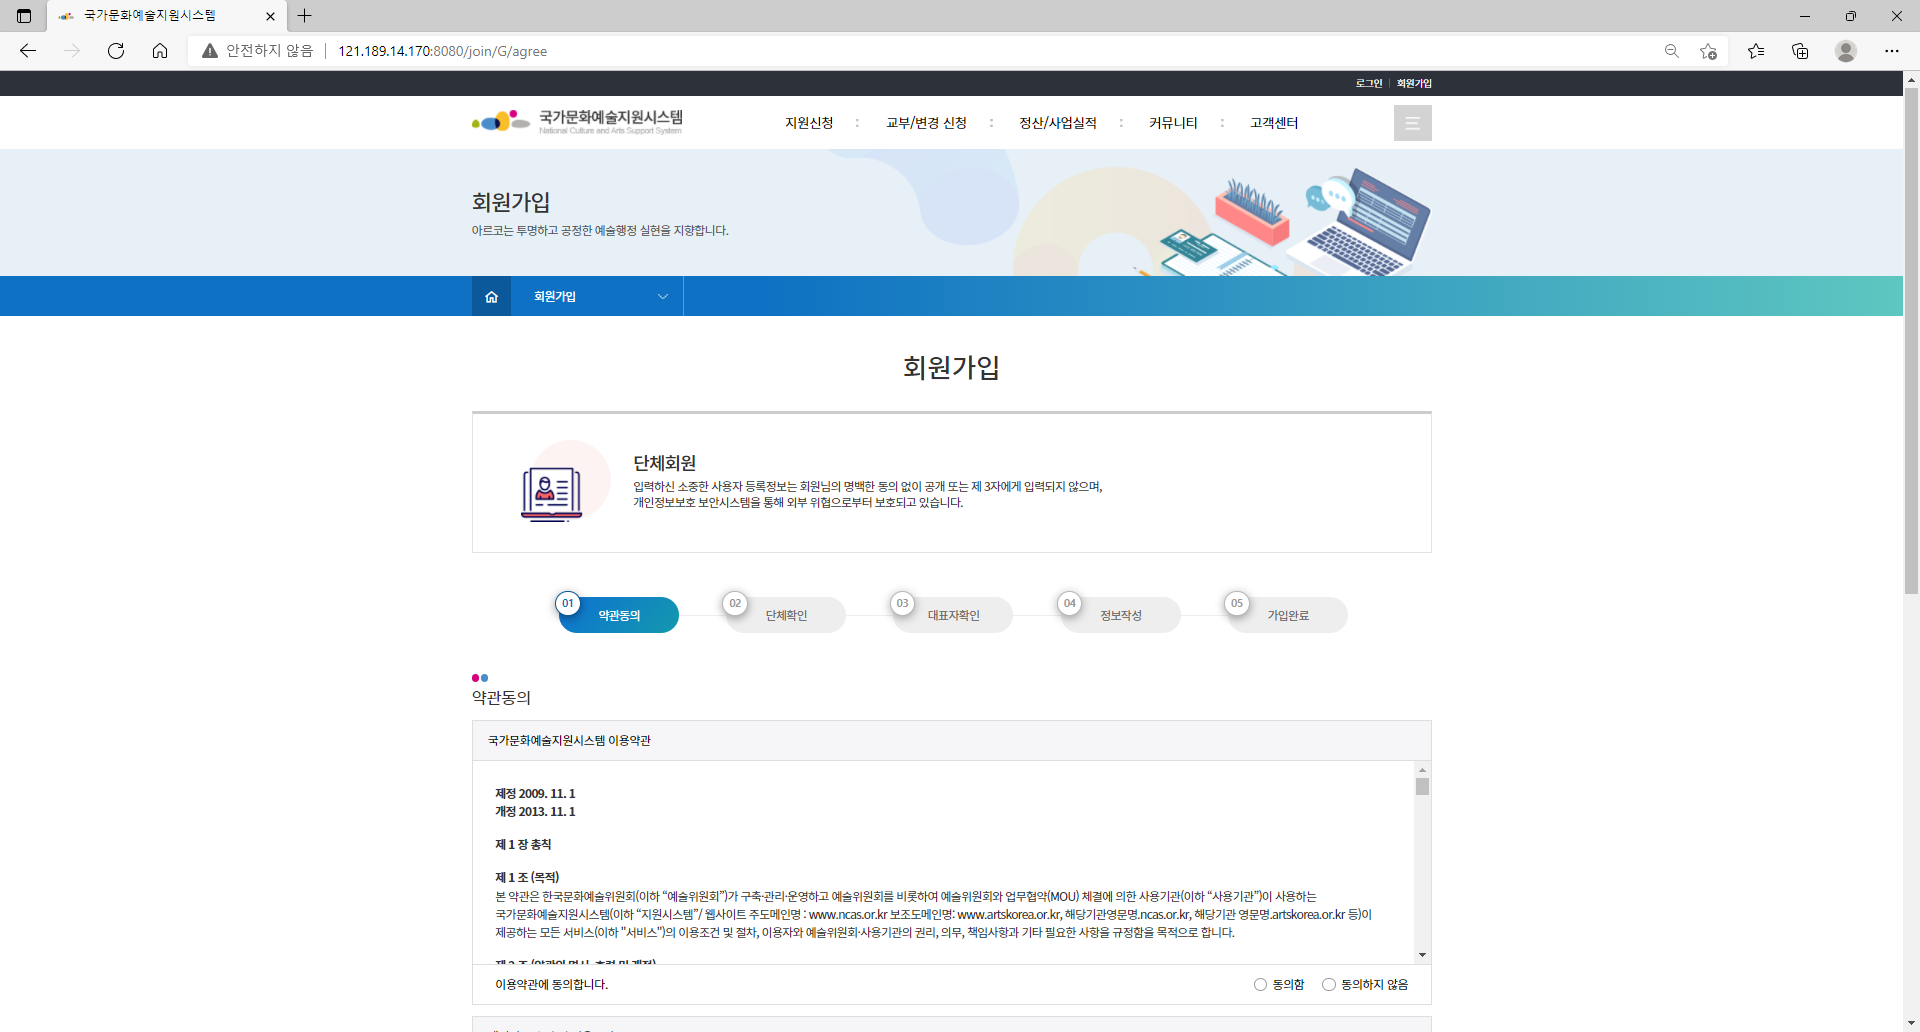 국가문화예술지원시스템
안전하지 않음 | 121.189.14.170:8080/join/G/agree
로그인 | 회원가입
국가문화예술지원시스템
National Culture and Arts Support System
지원신청 : 교부/변경 신청 : 정산/사업실적 : 커뮤니티 : 고객센터
회원가입
아르코는 투명하고 공정한 예술행정 실현을 지향합니다.
회원가입
회원가입
단체회원
입력하신 소중한 사용자 등록정보는 회원님의 명백한 동의 없이 공개 또는 제 3자에게 입력되지 않으며,
개인정보보호 보안시스템을 통해 외부 위협으로부터 보호되고 있습니다.
01 약관동의
02 단체확인
03 대표자확인
04 정보작성
05 가입완료
약관동의
국가문화예술지원시스템 이용약관
제정 2009. 11. 1
개정 2013. 11. 1
제 1 장 총칙
제 1 조 (목적)
본 약관은 한국문화예술위원회(이하 “예술위원회”)가 구축·관리·운영하고 예술위원회를 비롯하여 예술위원회와 업무협약(MOU) 체결에 의한 사용기관(이하 “사용기관”)이 사용하는
국가문화예술지원시스템(이하 “지원시스템”/ 웹사이트 주도메인명 : www.ncas.or.kr 보조도메인명: www.artskorea.or.kr, 해당기관영문명.ncas.or.kr, 해당기관 영문명.artskorea.or.kr 등)이
제공하는 모든 서비스(이하 "서비스")의 이용조건 및 절차, 이용자와 예술위원회·사용기관의 권리, 의무, 책임사항과 기타 필요한 사항을 규정함을 목적으로 합니다.
이용약관에 동의합니다.
동의함 동의하지 않음